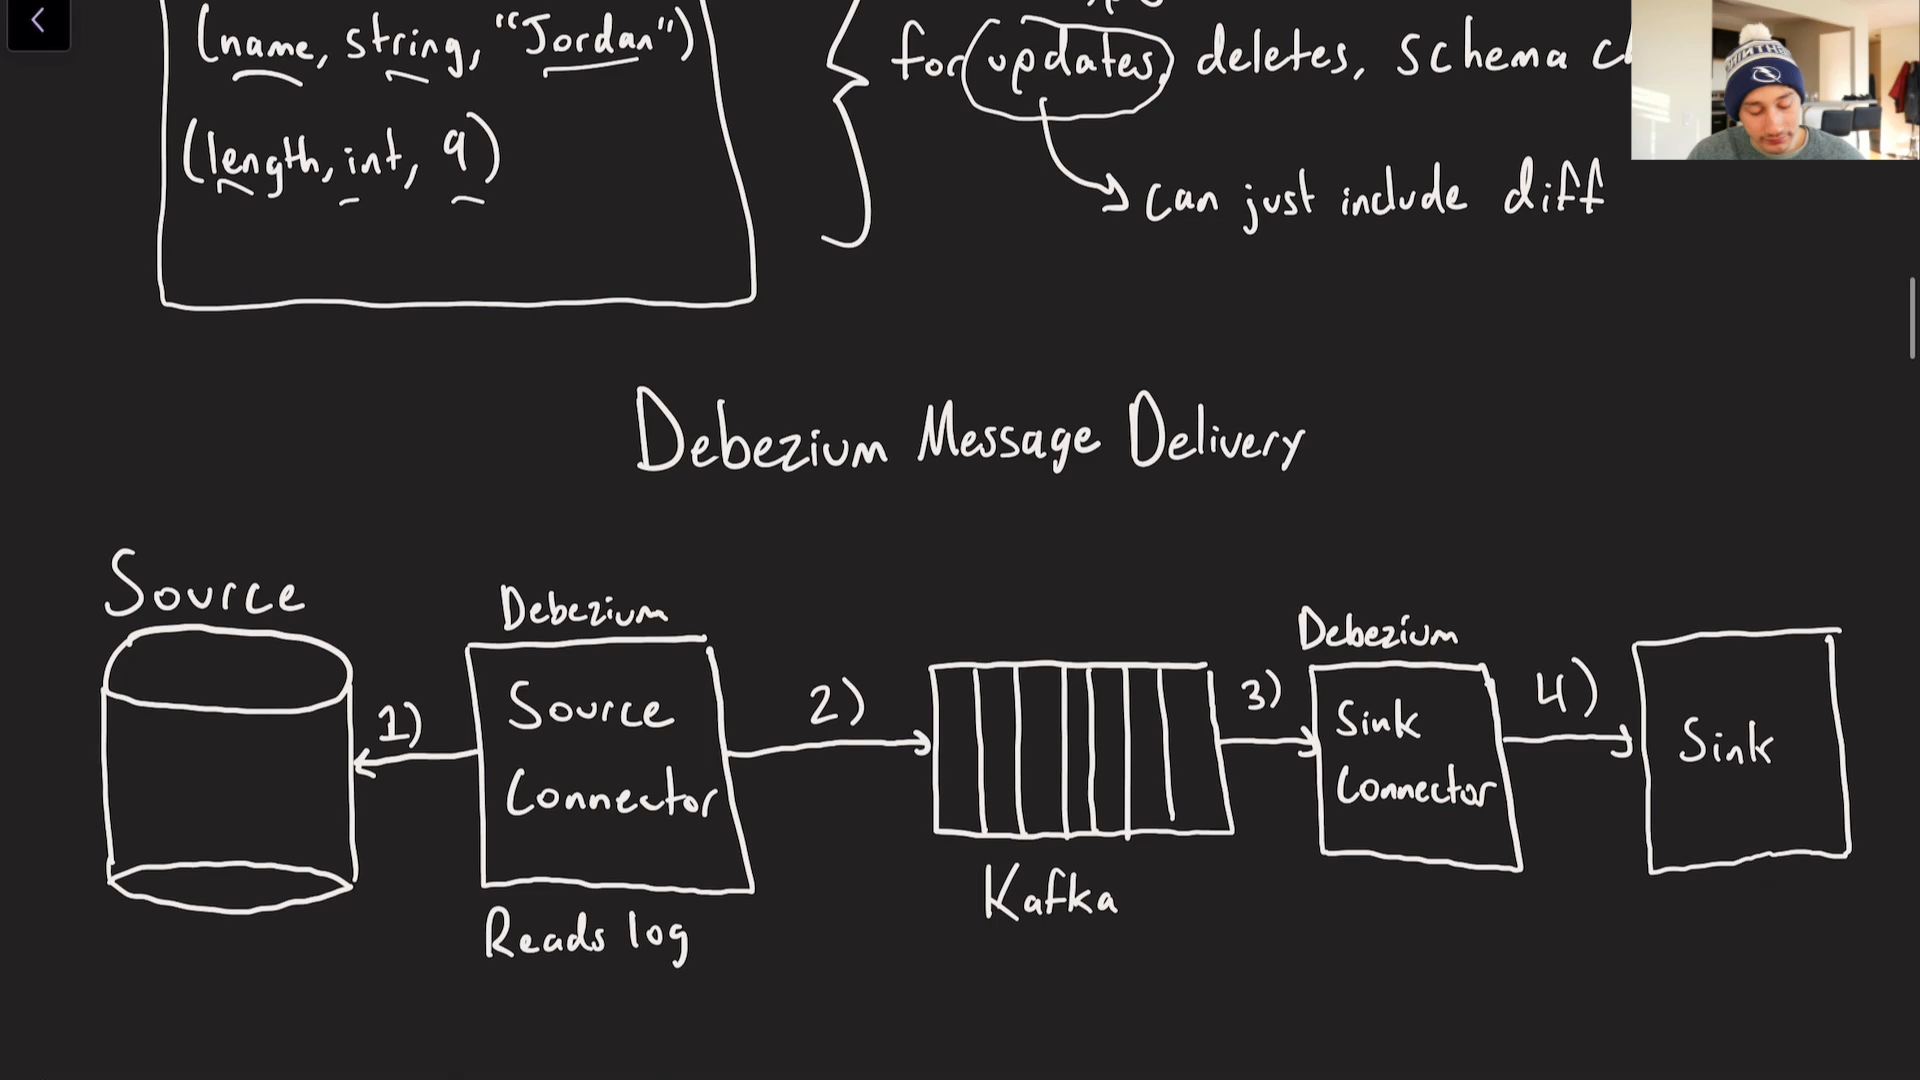 (name, string, "Jordan")
(length, int, 9)
for updates, deletes, schema
can just include diff
Debezium Message Delivery
Source
Debezium
Source
Connector
Reads log
1)
2)
Kafka
3)
Debezium
Sink
Connector
4)
Sink